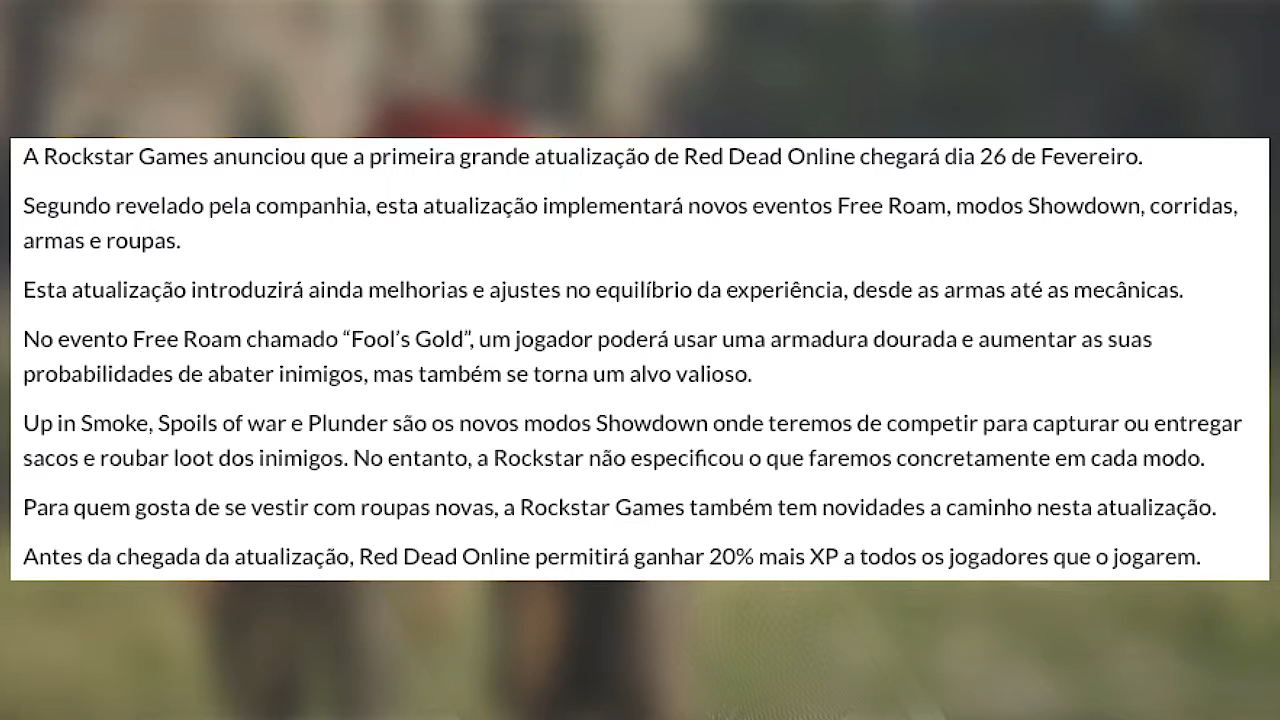 A Rockstar Games anunciou que a primeira grande atualização de Red Dead Online chegará dia 26 de Fevereiro.
Segundo revelado pela companhia, esta atualização implementará novos eventos Free Roam, modos Showdown, corridas,
armas e roupas.
Esta atualização introduzirá ainda melhorias e ajustes no equilíbrio da experiência, desde as armas até as mecânicas.
No evento Free Roam chamado “Fool’s Gold”, um jogador poderá usar uma armadura dourada e aumentar as suas
probabilidades de abater inimigos, mas também se torna um alvo valioso.
Up in Smoke, Spoils of war e Plunder são os novos modos Showdown onde teremos de competir para capturar ou entregar
sacos e roubar loot dos inimigos. No entanto, a Rockstar não especificou o que faremos concretamente em cada modo.
Para quem gosta de se vestir com roupas novas, a Rockstar Games também tem novidades a caminho nesta atualização.
Antes da chegada da atualização, Red Dead Online permitirá ganhar 20% mais XP a todos os jogadores que o jogarem.